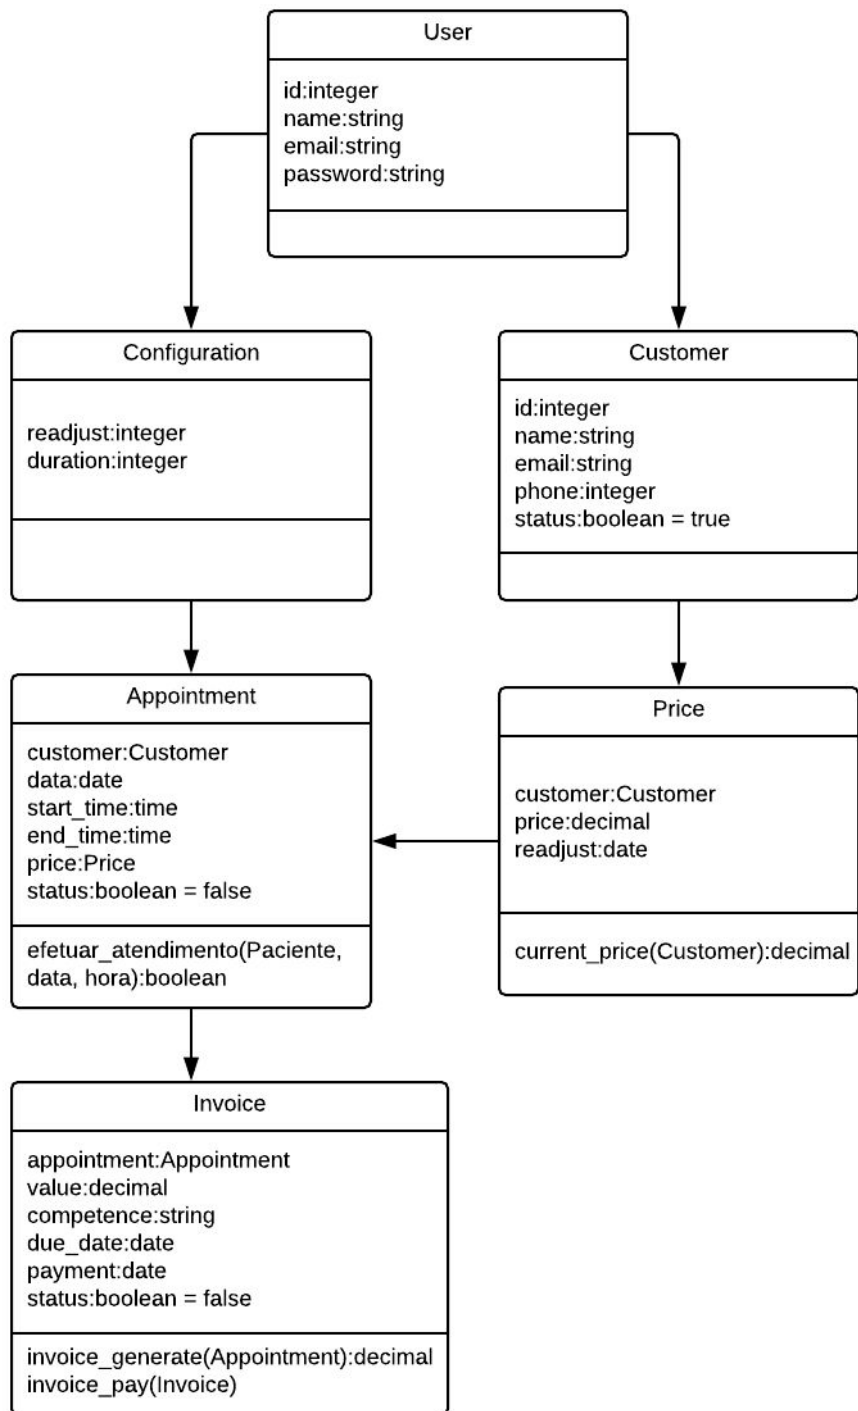 User
id:integer
name:string
email:string
password:string
Configuration
readjust:integer
duration:integer
Customer
id:integer
name:string
email:string
phone:integer
status:boolean = true
Appointment
customer:Customer
data:date
start_time:time
end_time:time
price:Price
status:boolean = false
efetuar_atendimento(Paciente,
data, hora):boolean
Price
customer:Customer
price:decimal
readjust:date
current_price(Customer):decimal
Invoice
appointment:Appointment
value:decimal
competence:string
due_date:date
payment:date
status:boolean = false
invoice_generate(Appointment):decimal
invoice_pay(Invoice)